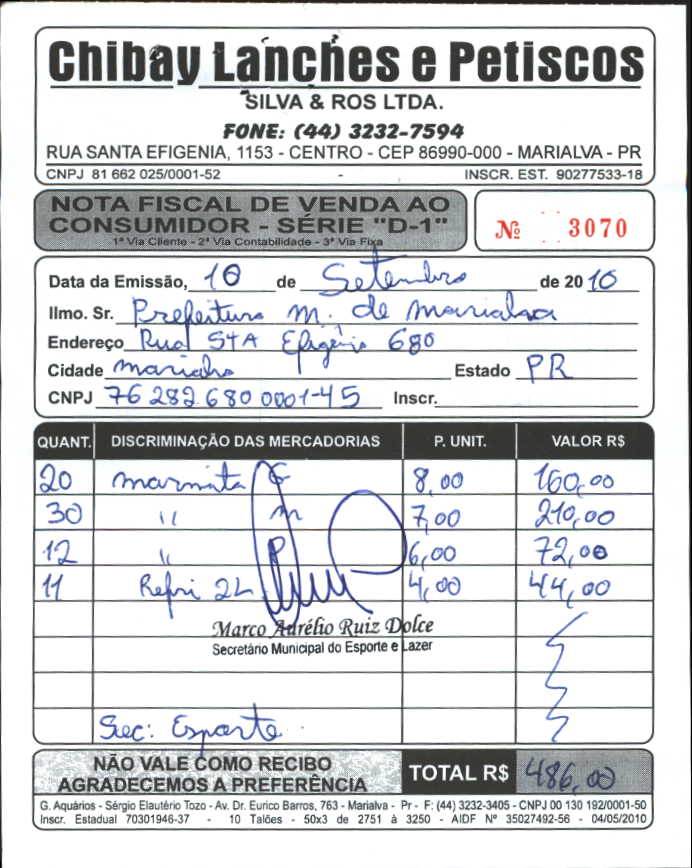 Chibay Lanches e Petiscos
SILVA & ROS LTDA.
FONE: (44) 3232-7594
RUA SANTA EFIGENIA, 1153 - CENTRO - CEP 86990-000 - MARIALVA - PR
CNPJ 81 662 025/0001-52 - INSCR. EST. 90277533-18
NOTA FISCAL DE VENDA AO
CONSUMIDOR - SÉRIE "D-1"
1ª Via Cliente - 2ª Via Contabilidade - 3ª Via Fixa
Nº 3070
Data da Emissão, 10 de Setembro de 2010
Ilmo. Sr. Prefeitura M. de Marialva
Endereço Rua STA Efigênia 680
Cidade Marialva Estado PR
CNPJ 76 282 680 0001-45 Inscr.
QUANT. DISCRIMINAÇÃO DAS MERCADORIAS P. UNIT. VALOR R$
20 marmita G 8,00 160,00
30 " M 7,00 210,00
12 " P 6,00 72,00
11 Refri 2L 4,00 44,00
Marco Aurélio Ruiz Dolce
Secretário Municipal do Esporte e Lazer
Sec: Esporte
NÃO VALE COMO RECIBO
AGRADECEMOS A PREFERÊNCIA
TOTAL R$ 486,00
G. Aquários - Sérgio Elautério Tozo - Av. Dr. Eurico Barros, 763 - Marialva - Pr - F: (44) 3232-3405 - CNPJ 00 130 192/0001-50
Inscr. Estadual 70301946-37 - 10 Talões - 50x3 de 2751 à 3250 - AIDF Nº 35027492-56 - 04/05/2010